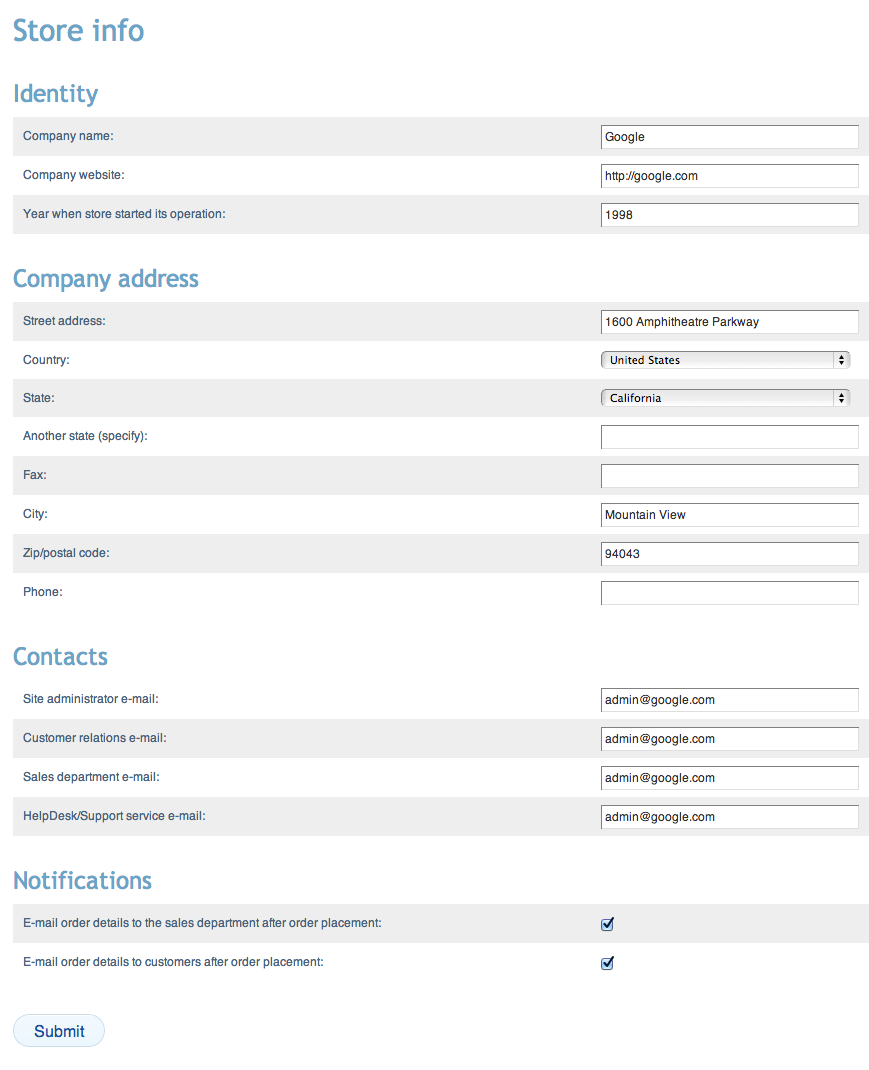 Store info
Identity
Company name: Google
Company website: http://google.com
Year when store started its operation: 1998
Company address
Street address: 1600 Amphitheatre Parkway
Country: United States
State: California
Another state (specify):
Fax:
City: Mountain View
Zip/postal code: 94043
Phone:
Contacts
Site administrator e-mail: admin@google.com
Customer relations e-mail: admin@google.com
Sales department e-mail: admin@google.com
HelpDesk/Support service e-mail: admin@google.com
Notifications
E-mail order details to the sales department after order placement:
E-mail order details to customers after order placement:
Submit